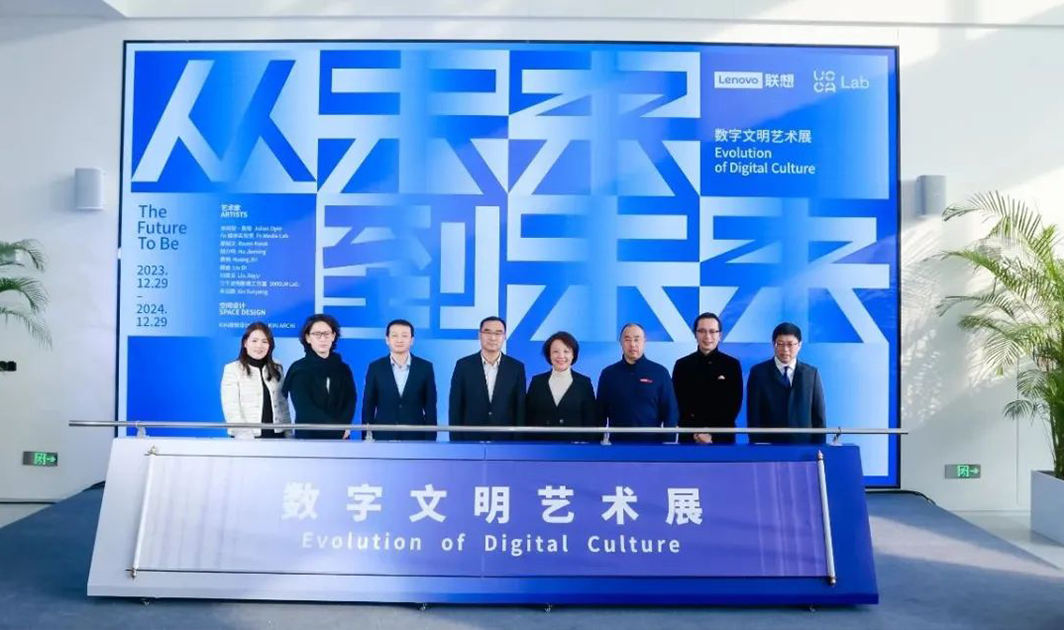 从未来
到未来
Lenovo 联想
UCCA Lab
数字文明艺术展
Evolution
of Digital Culture
The
Future
To Be
2023.
12.29
–
2024.
12.29
艺术家
ARTISTS
空间设计
SPACE DESIGN
数字文明艺术展
Evolution of Digital Culture